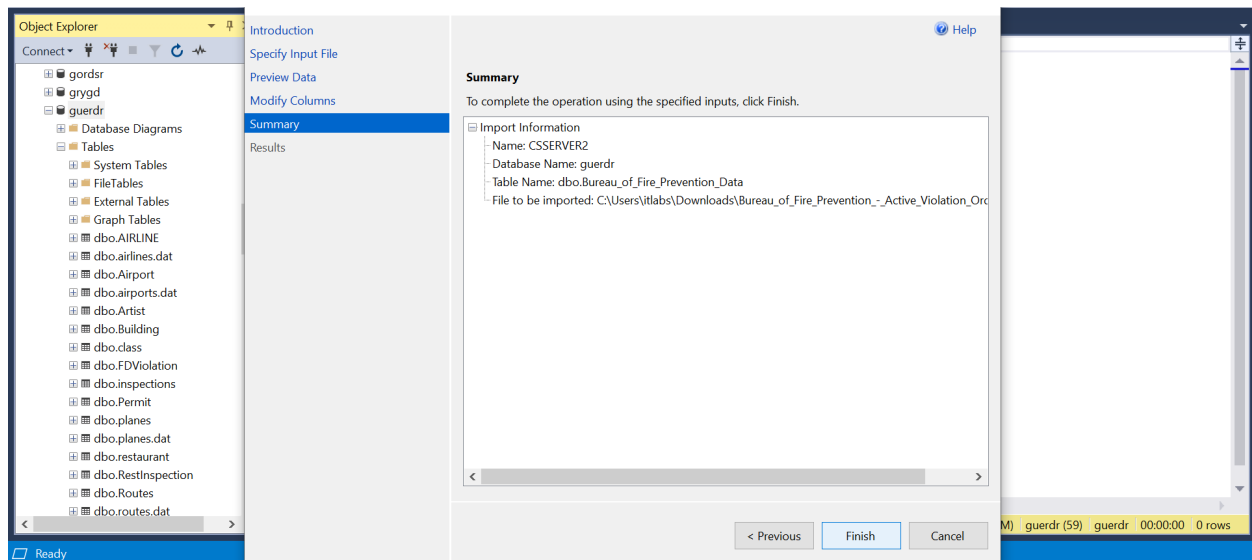 Object Explorer
Connect
gordsr
grygd
guerdr
Database Diagrams
Tables
System Tables
FileTables
External Tables
Graph Tables
dbo.AIRLINE
dbo.airlines.dat
dbo.Airport
dbo.airports.dat
dbo.Artist
dbo.Building
dbo.class
dbo.FDViolation
dbo.inspections
dbo.Permit
dbo.planes
dbo.planes.dat
dbo.restaurant
dbo.RestInspection
dbo.Routes
dbo.routes.dat
Introduction
Specify Input File
Preview Data
Modify Columns
Summary
Results
Help
Summary
To complete the operation using the specified inputs, click Finish.
Import Information
Name: CSSERVER2
Database Name: guerdr
Table Name: dbo.Bureau_of_Fire_Prevention_Data
File to be imported: C:\Users\itlabs\Downloads\Bureau_of_Fire_Prevention_-_Active_Violation_Orc
< Previous
Finish
Cancel
M) guerdr (59) guerdr 00:00:00 0 rows
Ready